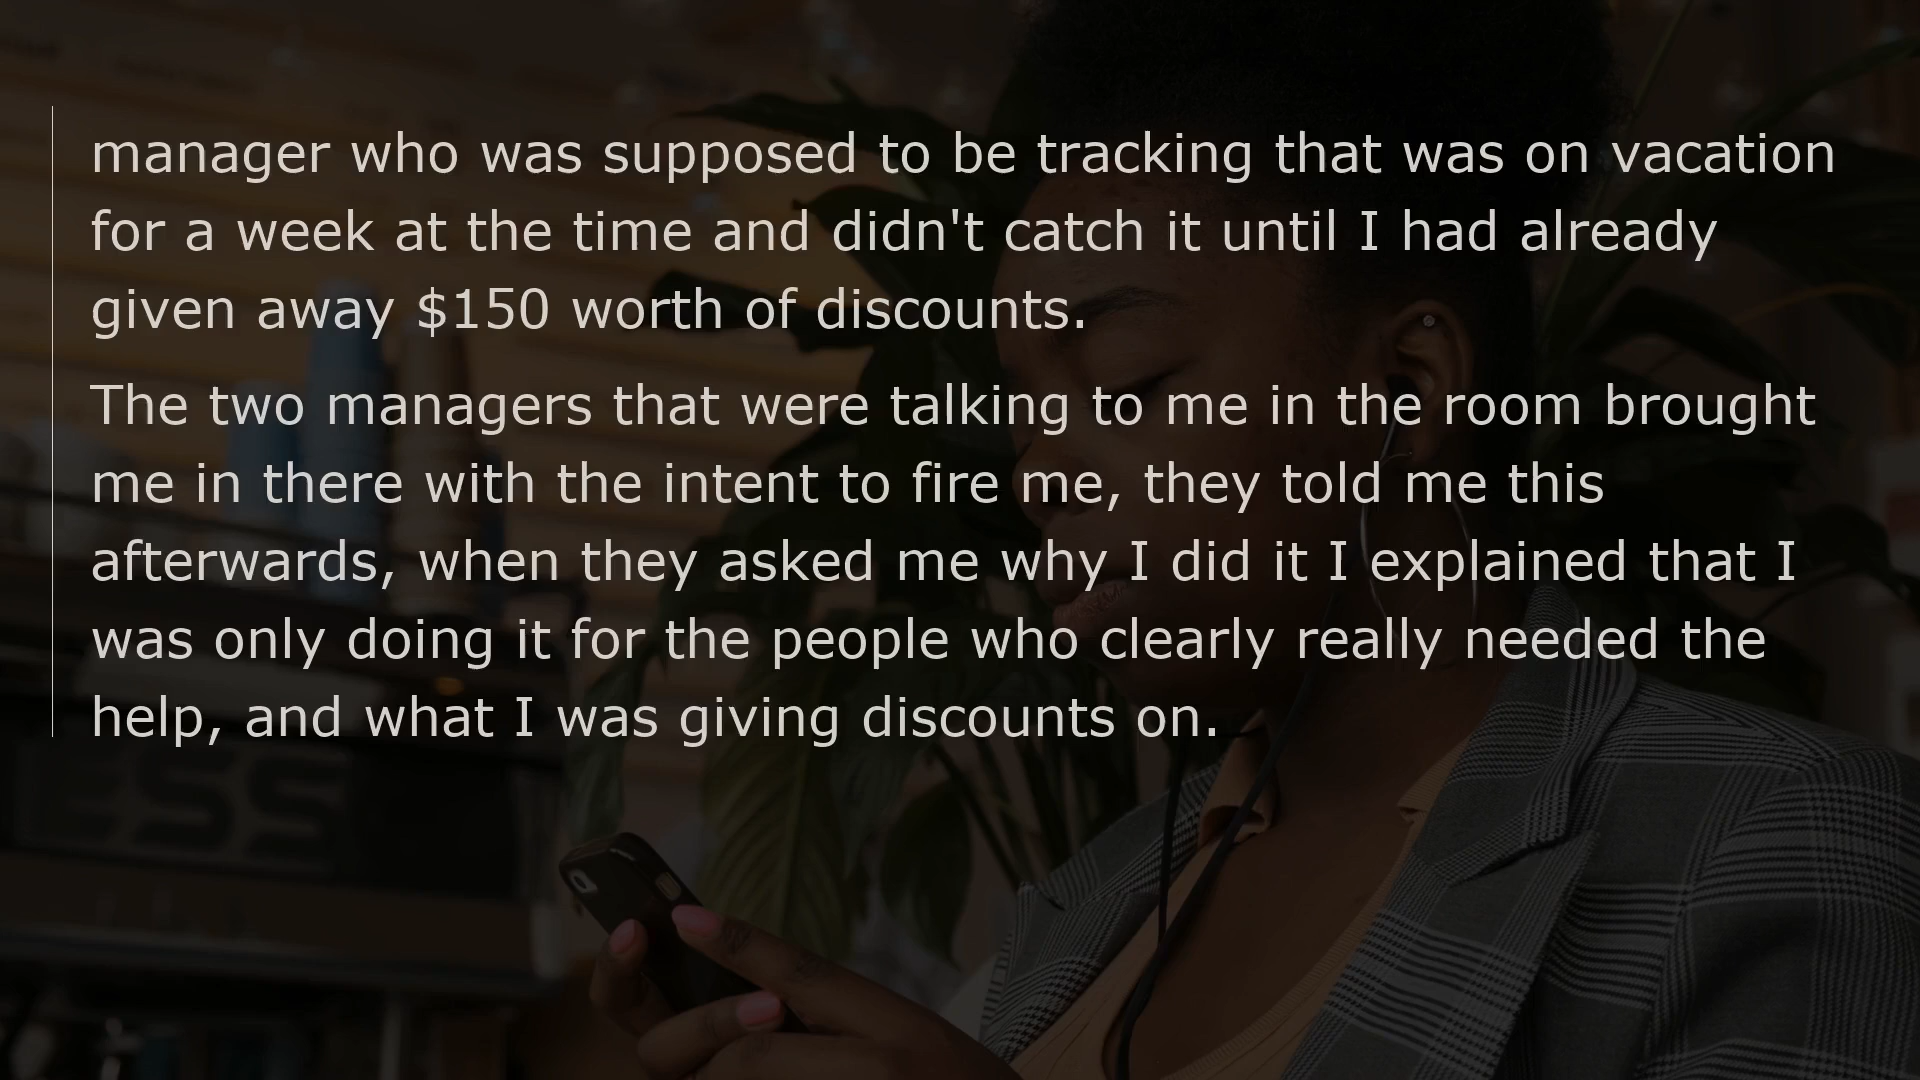 manager who was supposed to be tracking that was on vacation
for a week at the time and didn't catch it until I had already
given away $150 worth of discounts.
The two managers that were talking to me in the room brought
me in there with the intent to fire me, they told me this
afterwards, when they asked me why I did it I explained that I
was only doing it for the people who clearly really needed the
help, and what I was giving discounts on.
ESS